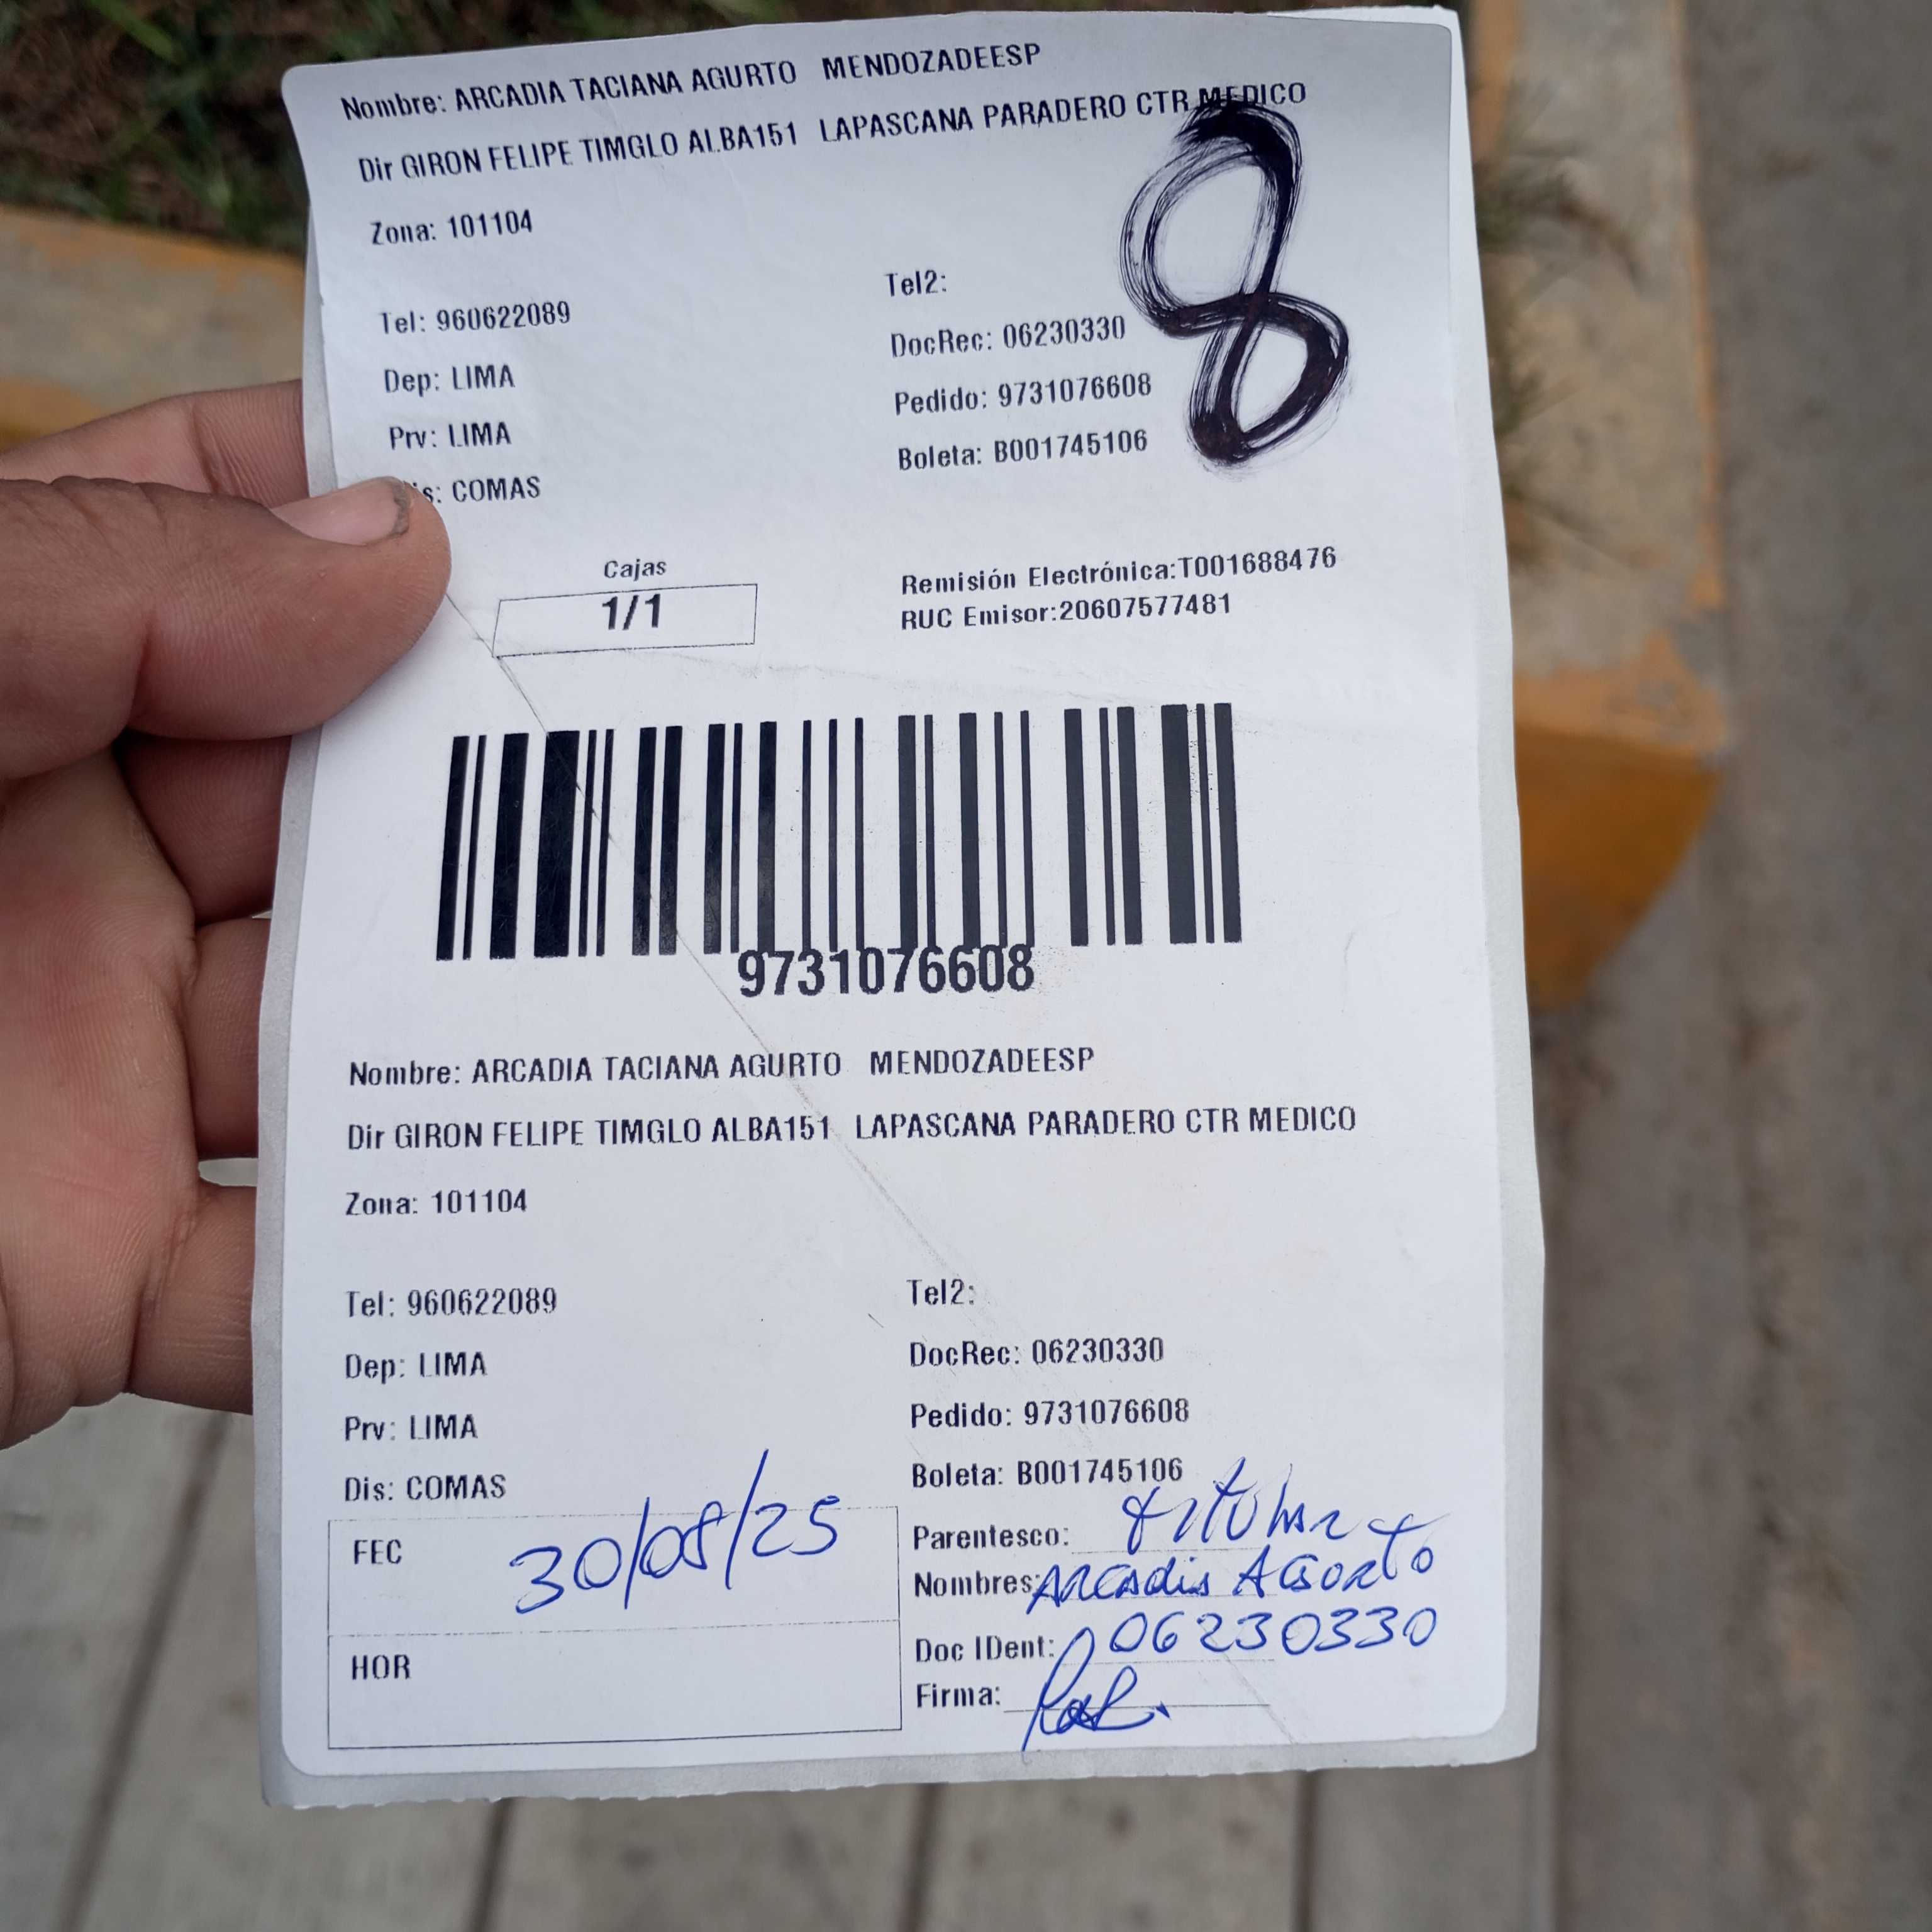 Nombre: ARCADIA TACIANA AGURTO MENDOZADEESP
Dir GIRON FELIPE TIMGLO ALBA151 LAPASCANA PARADERO CTR MEDICO
8
Zona: 101104
Tel2:
Tel: 960622089
DocRec: 06230330
Dep: LIMA
Pedido: 9731076608
Prv: LIMA
Boleta: B001745106
is: COMAS
Cajas
1/1
Remisión Electrónica:T001688476
RUC Emisor:20607577481
9731076608
Nombre: ARCADIA TACIANA AGURTO MENDOZADEESP
Dir GIRON FELIPE TIMGLO ALBA151 LAPASCANA PARADERO CTR MEDICO
Zona: 101104
Tel: 960622089
Tel2:
Dep: LIMA
DocRec: 06230330
Prv: LIMA
Pedido: 9731076608
Dis: COMAS
Boleta: B001745106
FEC 30/08/25
Parentesco: titular
Nombres: Arcadia Agurto
HOR
Doc IDent: 06230330
Firma: